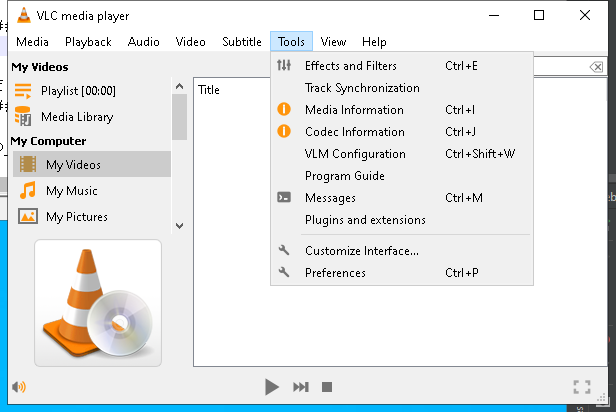 VLC media player
Media Playback Audio Video Subtitle Tools View Help
My Videos
Playlist [00:00]
Media Library
My Computer
My Videos
My Music
My Pictures
Title
Effects and Filters Ctrl+E
Track Synchronization
Media Information Ctrl+I
Codec Information Ctrl+J
VLM Configuration Ctrl+Shift+W
Program Guide
Messages Ctrl+M
Plugins and extensions
Customize Interface...
Preferences Ctrl+P